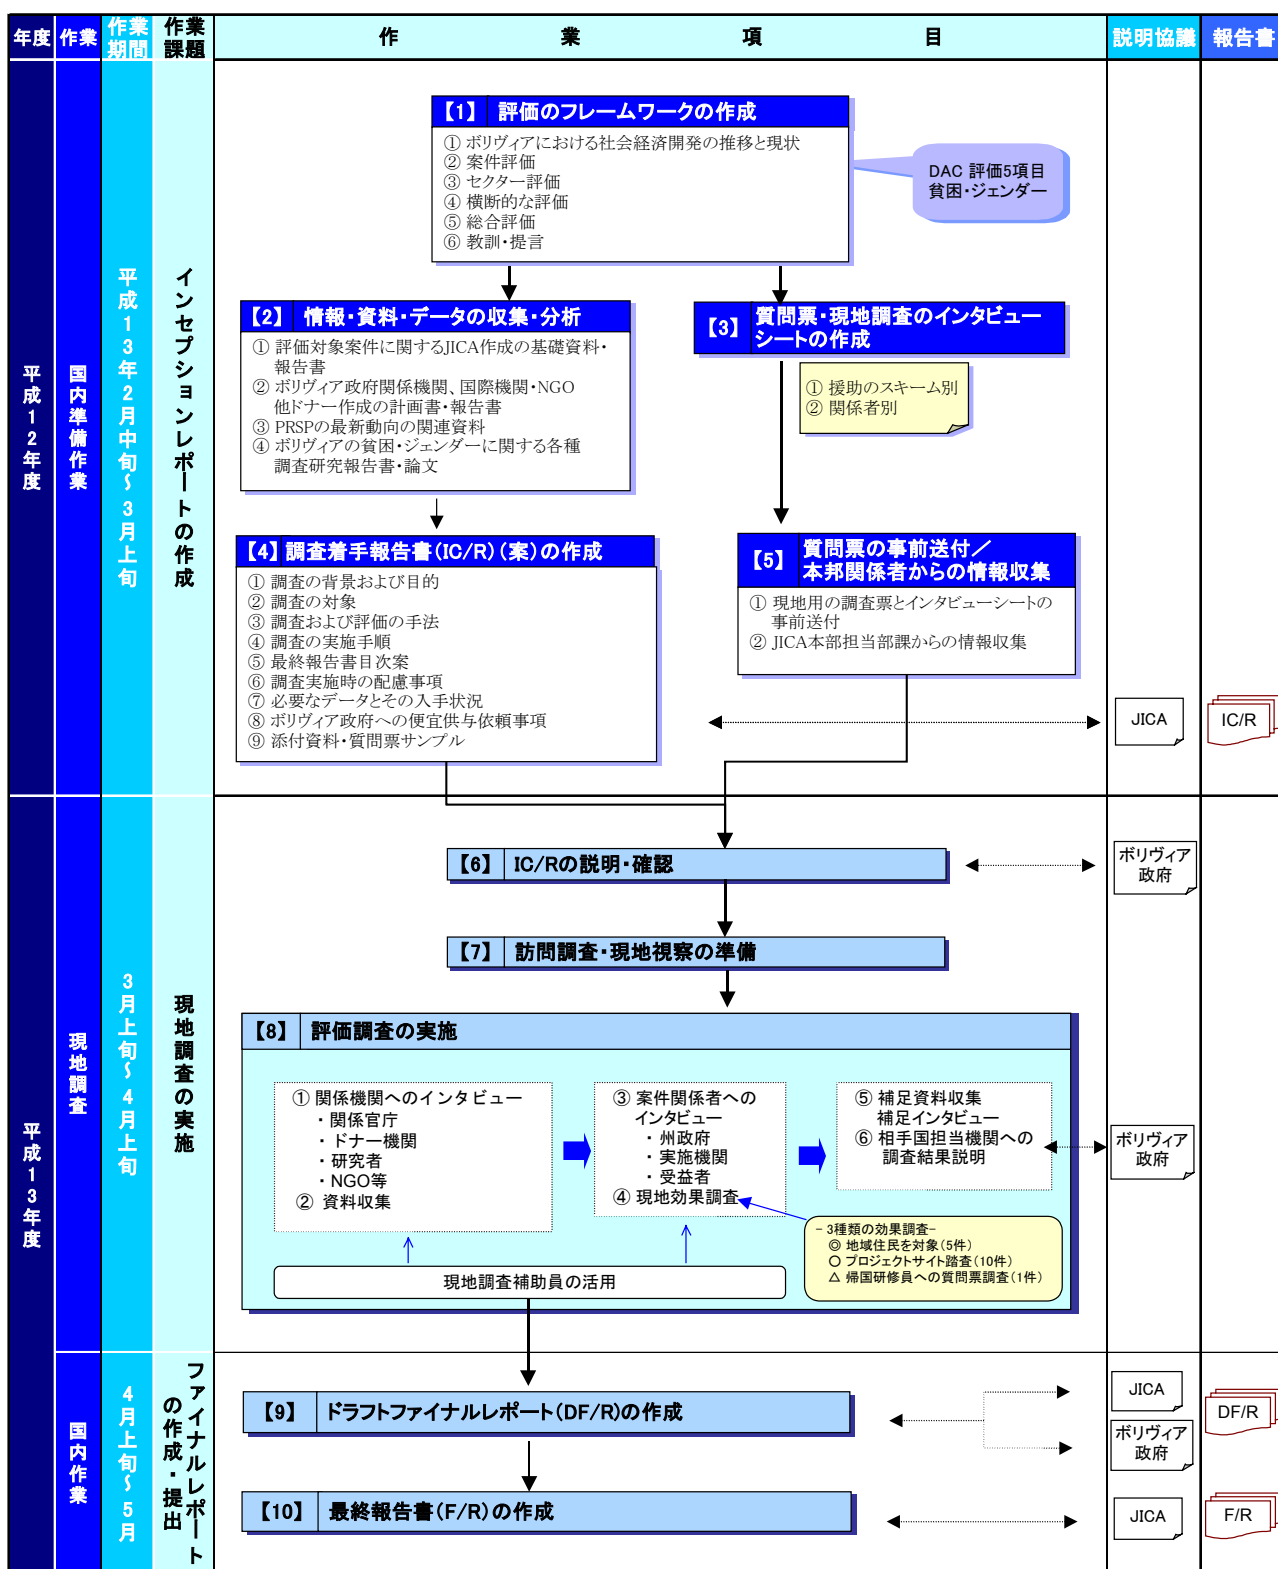 年度
作業
作業
期間
作業
課題
作　業　項　目
説明協議
報告書
平成12年度
国内準備作業
平成13年2月中旬～3月上旬
インセプションレポートの作成
【1】 評価のフレームワークの作成
① ボリヴィアにおける社会経済開発の推移と現状
② 案件評価
③ セクター評価
④ 横断的な評価
⑤ 総合評価
⑥ 教訓・提言
DAC 評価5項目
貧困・ジェンダー
【2】 情報・資料・データの収集・分析
① 評価対象案件に関するJICA作成の基礎資料・
報告書
② ボリヴィア政府関係機関、国際機関・NGO
他ドナー作成の計画書・報告書
③ PRSPの最新動向の関連資料
④ ボリヴィアの貧困・ジェンダーに関する各種
調査研究報告書・論文
【3】 質問票・現地調査のインタビュー
シートの作成
① 援助のスキーム別
② 関係者別
【4】 調査着手報告書(IC/R)(案)の作成
① 調査の背景および目的
② 調査の対象
③ 調査および評価の手法
④ 調査の実施手順
⑤ 最終報告書目次案
⑥ 調査実施時の配慮事項
⑦ 必要なデータとその入手状況
⑧ ボリヴィア政府への便宜供与依頼事項
⑨ 添付資料・質問票サンプル
【5】 質問票の事前送付／
本邦関係者からの情報収集
① 現地用の調査票とインタビューシートの
事前送付
② JICA本部担当部課からの情報収集
JICA
IC/R
平成13年度
現地調査
3月上旬～4月上旬
現地調査の実施
【6】 IC/Rの説明・確認
ボリヴィア
政府
【7】 訪問調査・現地視察の準備
【8】 評価調査の実施
① 関係機関へのインタビュー
・関係官庁
・ドナー機関
・研究者
・NGO等
② 資料収集
③ 案件関係者への
インタビュー
・州政府
・実施機関
・受益者
④ 現地効果調査
⑤ 補足資料収集
補足インタビュー
⑥ 相手国担当機関への
調査結果説明
ボリヴィア
政府
- 3種類の効果調査-
◎ 地域住民を対象(5件)
○ プロジェクトサイト踏査(10件)
△ 帰国研修員への質問票調査(1件)
現地調査補助員の活用
国内作業
4月上旬～5月
ファイナルレポート
の作成・提出
【9】 ドラフトファイナルレポート(DF/R)の作成
JICA
ボリヴィア
政府
DF/R
【10】 最終報告書(F/R)の作成
JICA
F/R